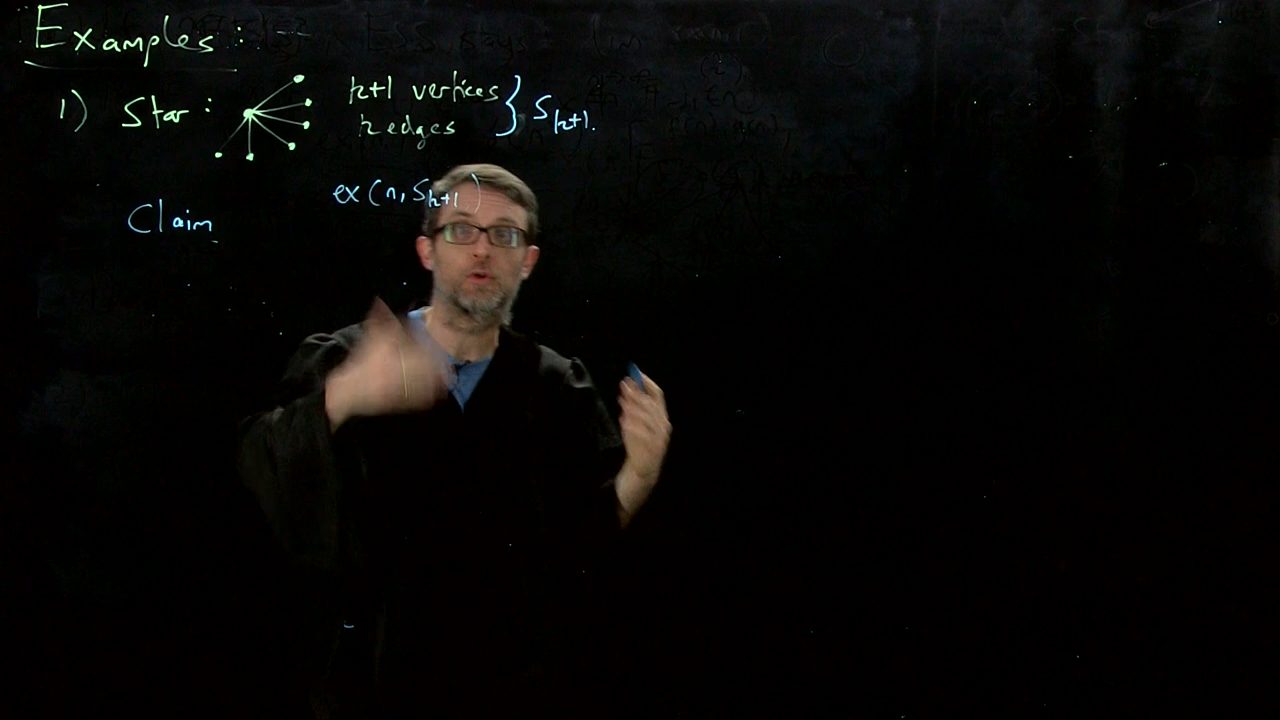 Examples:
1) Star: k+1 vertices } S_{k+1}.
k edges
ex(n, S_{k+1})
Claim